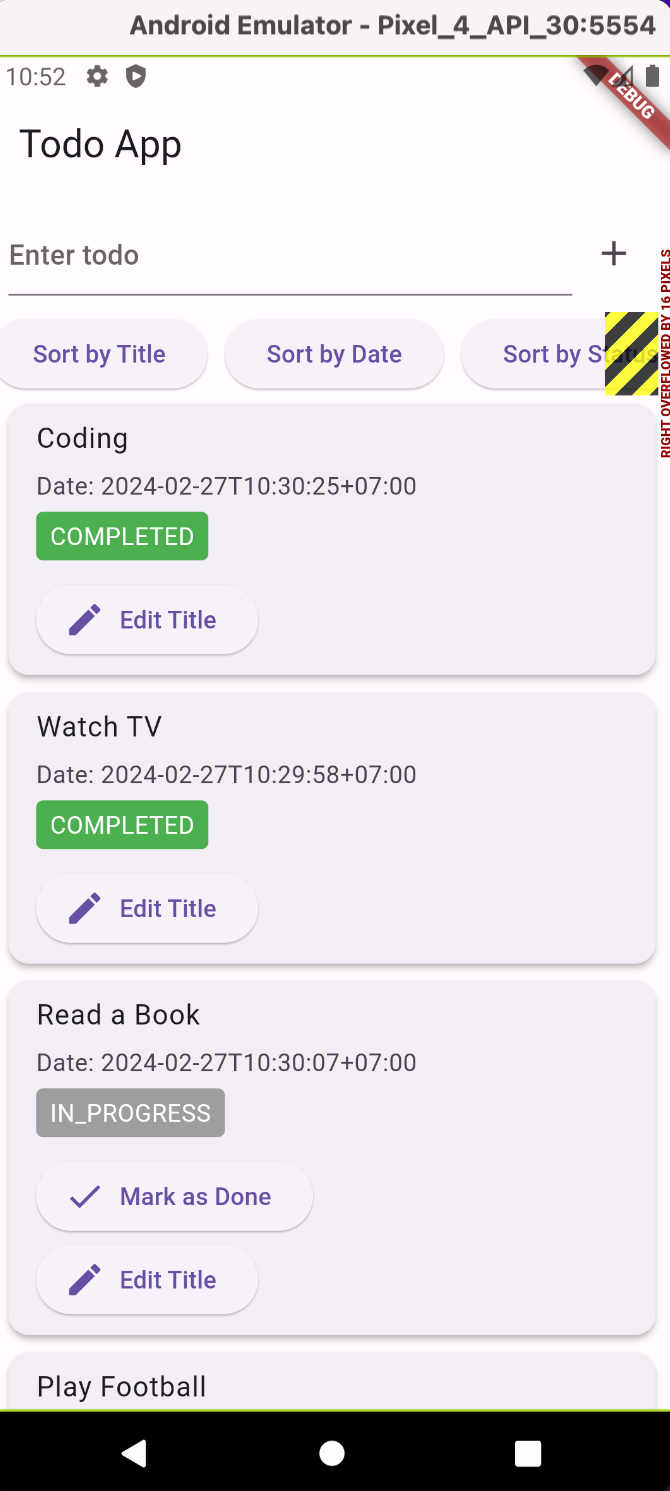 Android Emulator - Pixel_4_API_30:5554
10:52
DEBUG
Todo App
Enter todo
RIGHT OVERFLOWED BY 16 PIXELS
Sort by Title
Sort by Date
Sort by Status
Coding
Date: 2024-02-27T10:30:25+07:00
COMPLETED
Edit Title
Watch TV
Date: 2024-02-27T10:29:58+07:00
COMPLETED
Edit Title
Read a Book
Date: 2024-02-27T10:30:07+07:00
IN_PROGRESS
Mark as Done
Edit Title
Play Football